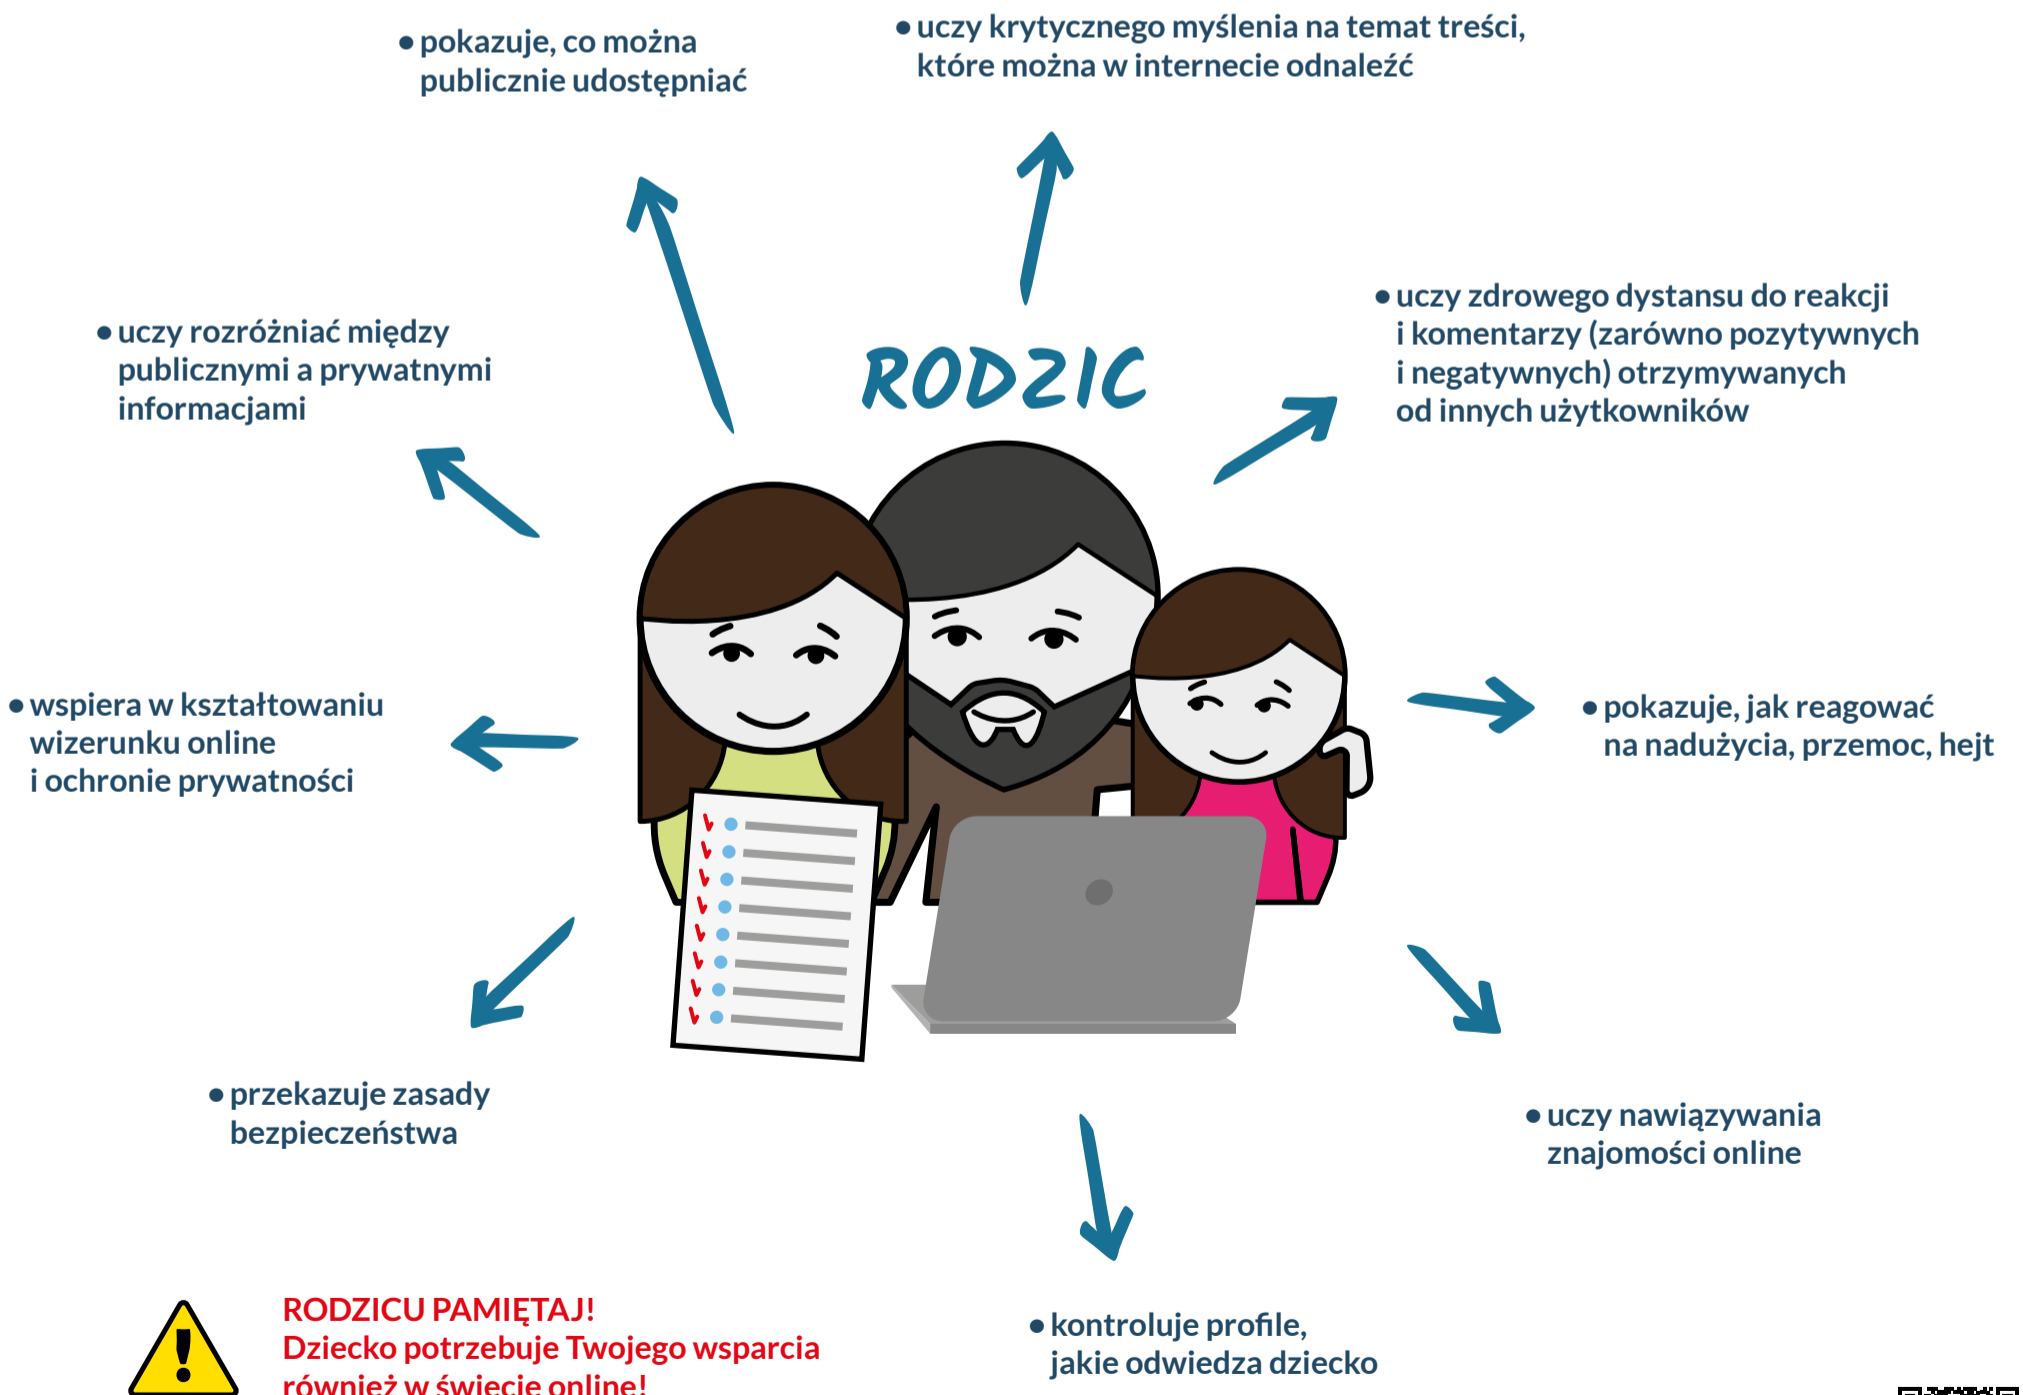 • pokazuje, co można
publicznie udostępniać
• uczy krytycznego myślenia na temat treści,
które można w internecie odnaleźć
• uczy rozróżniać między
publicznymi a prywatnymi
informacjami
RODZIC
• uczy zdrowego dystansu do reakcji
i komentarzy (zarówno pozytywnych
i negatywnych) otrzymywanych
od innych użytkowników
• wspiera w kształtowaniu
wizerunku online
i ochronie prywatności
• pokazuje, jak reagować
na nadużycia, przemoc, hejt
• przekazuje zasady
bezpieczeństwa
• uczy nawiązywania
znajomości online
• kontroluje profile,
jakie odwiedza dziecko
RODZICU PAMIĘTAJ!
Dziecko potrzebuje Twojego wsparcia
również w świecie online!